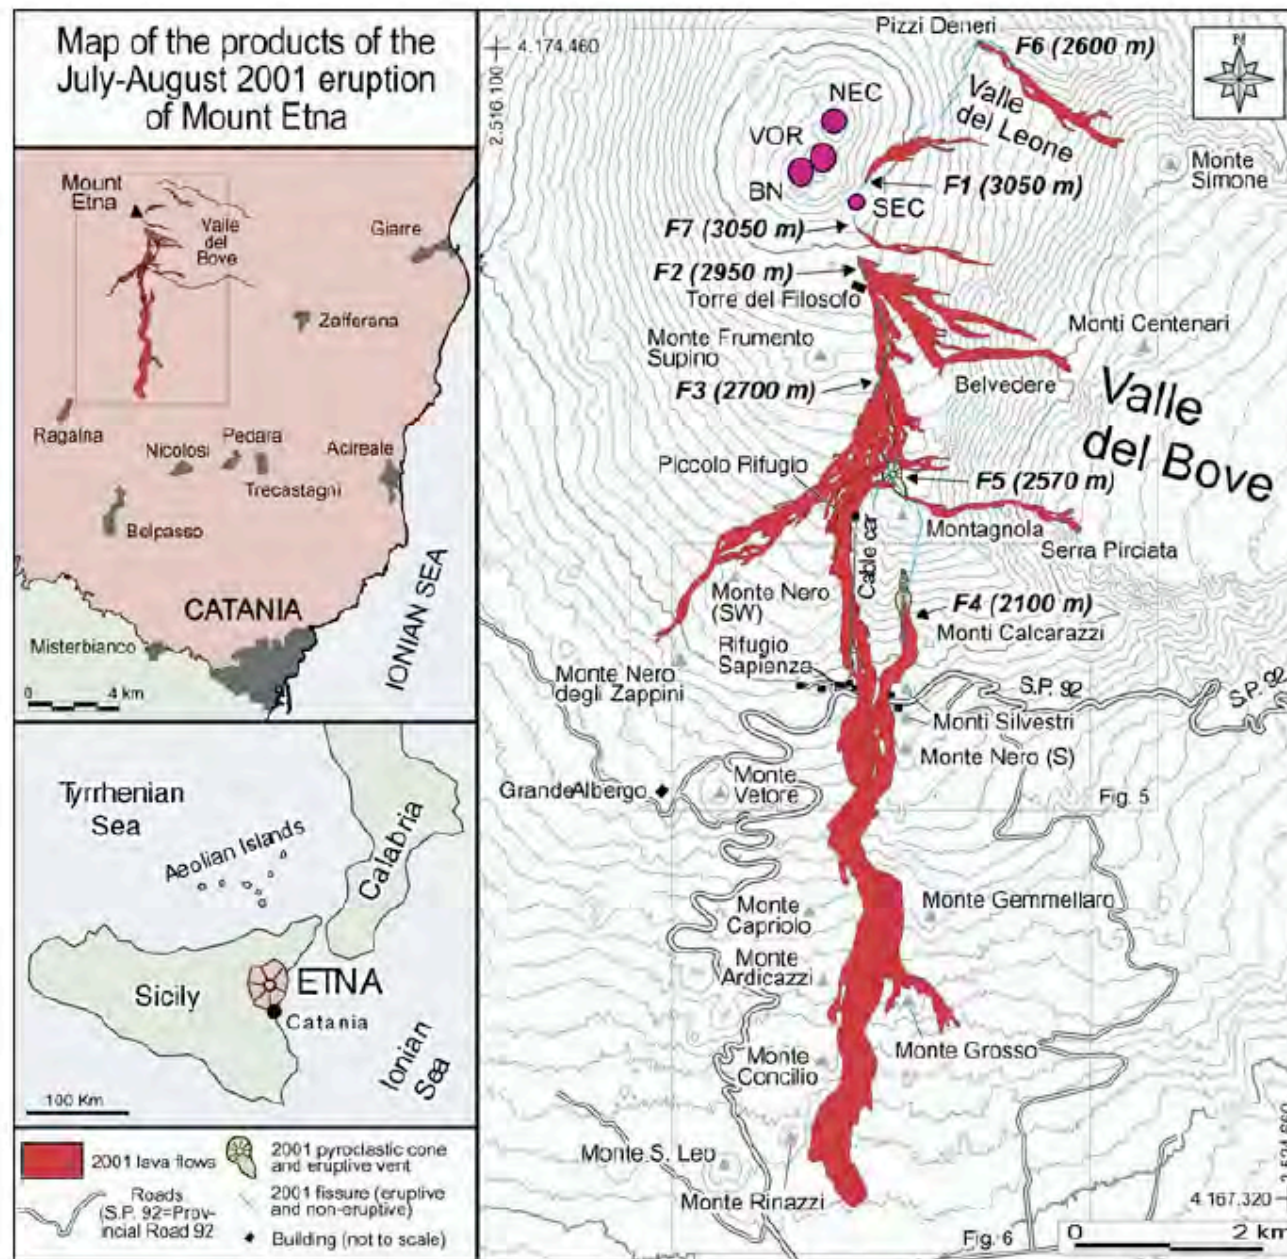 Map of the products of the
July-August 2001 eruption
of Mount Etna
Mount
Etna
Valle
del
Bove
Giarre
Zafferana
Ragalna
Nicolosi
Pedara
Trecastagni
Acireale
Belpasso
CATANIA
Misterbianco
IONIAN SEA
0 4 km
Tyrrhenian
Sea
Aeolian Islands
Calabria
Sicily
ETNA
Catania
Ionian
Sea
100 Km
2001 lava flows
2001 pyroclastic cone
and eruptive vent
Roads
(S.P. 92=Prov-
incial Road 92
2001 fissure (eruptive
and non-eruptive)
Building (not to scale)
4.174.460
2.516.100
Pizzi Deneri
F6 (2600 m)
N
NEC
VOR
BN
Valle
del Leone
Monte
Simone
F1 (3050 m)
SEC
F7 (3050 m)
F2 (2950 m)
Torre del Filosofo
Monte Frumento
Supino
Monti Centenari
F3 (2700 m)
Belvedere
Valle
del Bove
Piccolo Rifugio
F5 (2570 m)
Montagnola
Serra Pirciata
Cable car
Monte Nero
(SW)
F4 (2100 m)
Monti Calcarazzi
Rifugio
Sapienza
Monte Nero
degli Zappini
S.P. 92
S.P. 92
Monti Silvestri
Monte Nero (S)
GrandeAlbergo
Monte
Vetore
Fig. 5
Monte
Capriolo
Monte Gemmellaro
Monte
Ardicazzi
Monte Grosso
Monte
Concilio
Monte S. Leo
Monte Rinazzi
4 167.320
Fig. 6
0 2 km